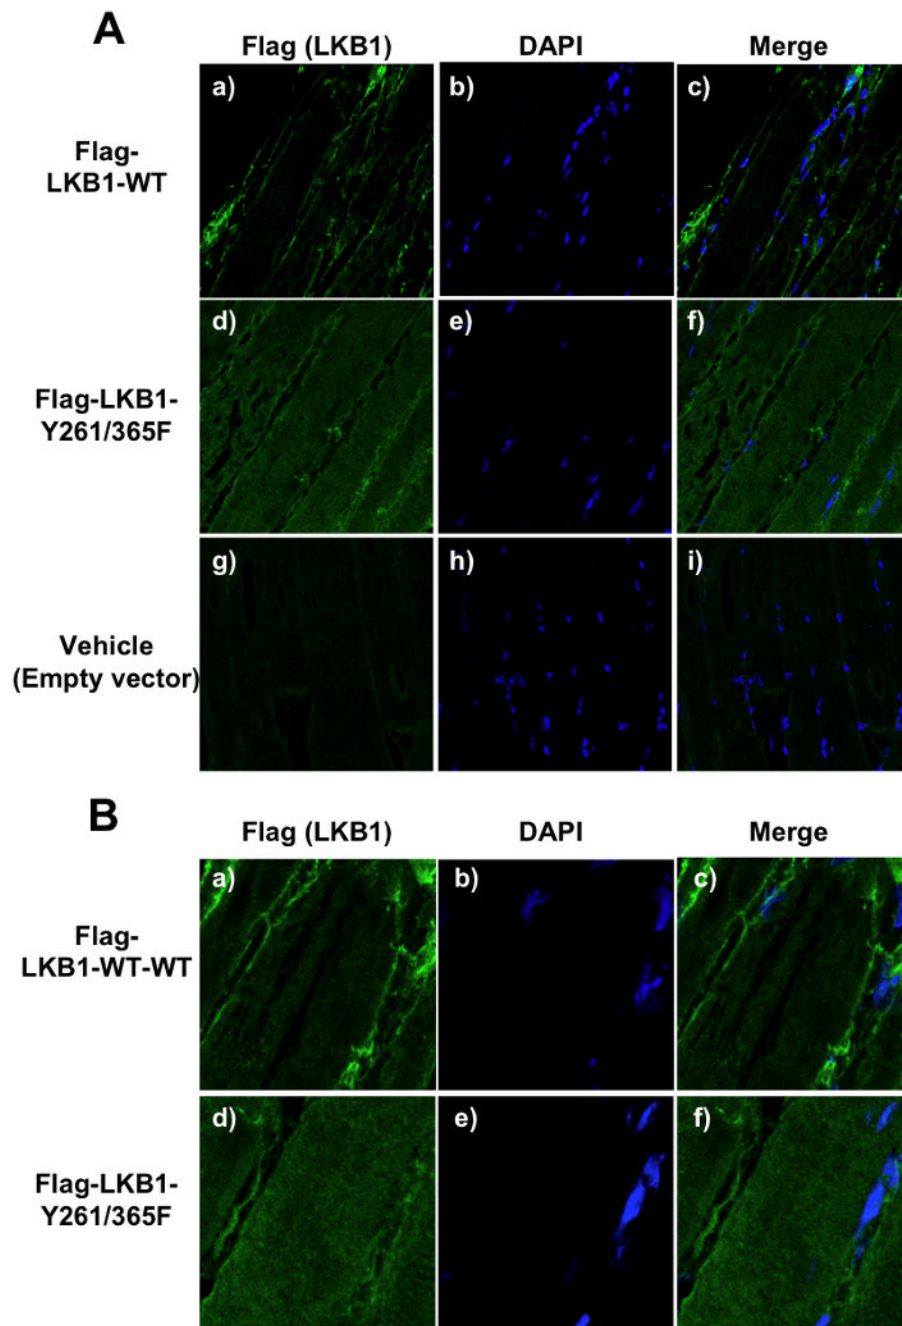 A
Flag (LKB1) DAPI Merge
Flag-
LKB1-WT
a) b) c)
Flag-LKB1-
Y261/365F
d) e) f)
Vehicle
(Empty vector)
g) h) i)
B
Flag (LKB1) DAPI Merge
Flag-
LKB1-WT-WT
a) b) c)
Flag-LKB1-
Y261/365F
d) e) f)